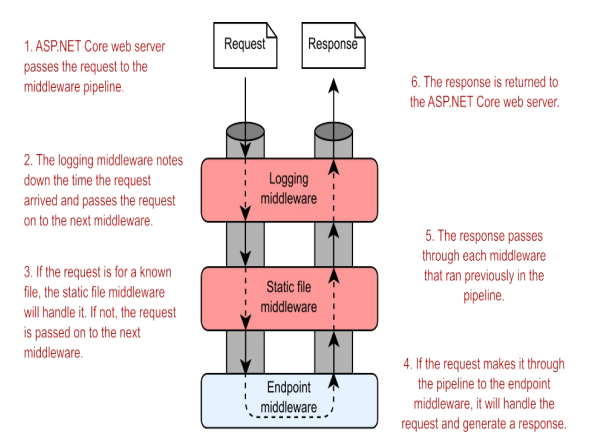 1. ASP.NET Core web server
passes the request to the
middleware pipeline.
Request
Response
6. The response is returned to
the ASP.NET Core web server.
2. The logging middleware notes
down the time the request
arrived and passes the request
on to the next middleware.
Logging
middleware
5. The response passes
through each middleware
that ran previously in the
pipeline.
3. If the request is for a known
file, the static file middleware
will handle it. If not, the request
is passed on to the next
middleware.
Static file
middleware
4. If the request makes it through
the pipeline to the endpoint
middleware, it will handle the
request and generate a response.
Endpoint
middleware